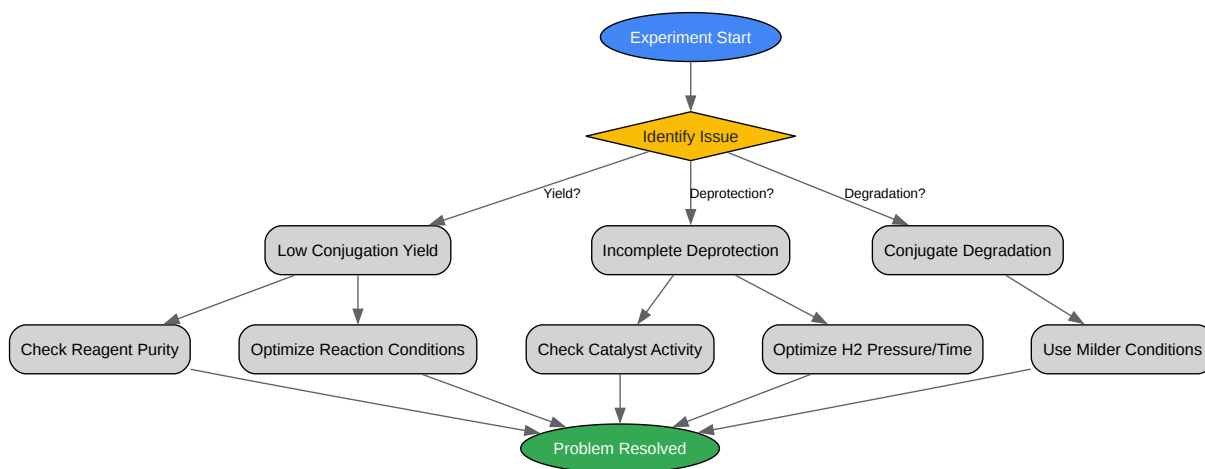 Experiment Start
Identify Issue
Yield?
Deprotection?
Degradation?
Low Conjugation Yield
Incomplete Deprotection
Conjugate Degradation
Check Reagent Purity
Optimize Reaction Conditions
Check Catalyst Activity
Optimize H2 Pressure/Time
Use Milder Conditions
Problem Resolved